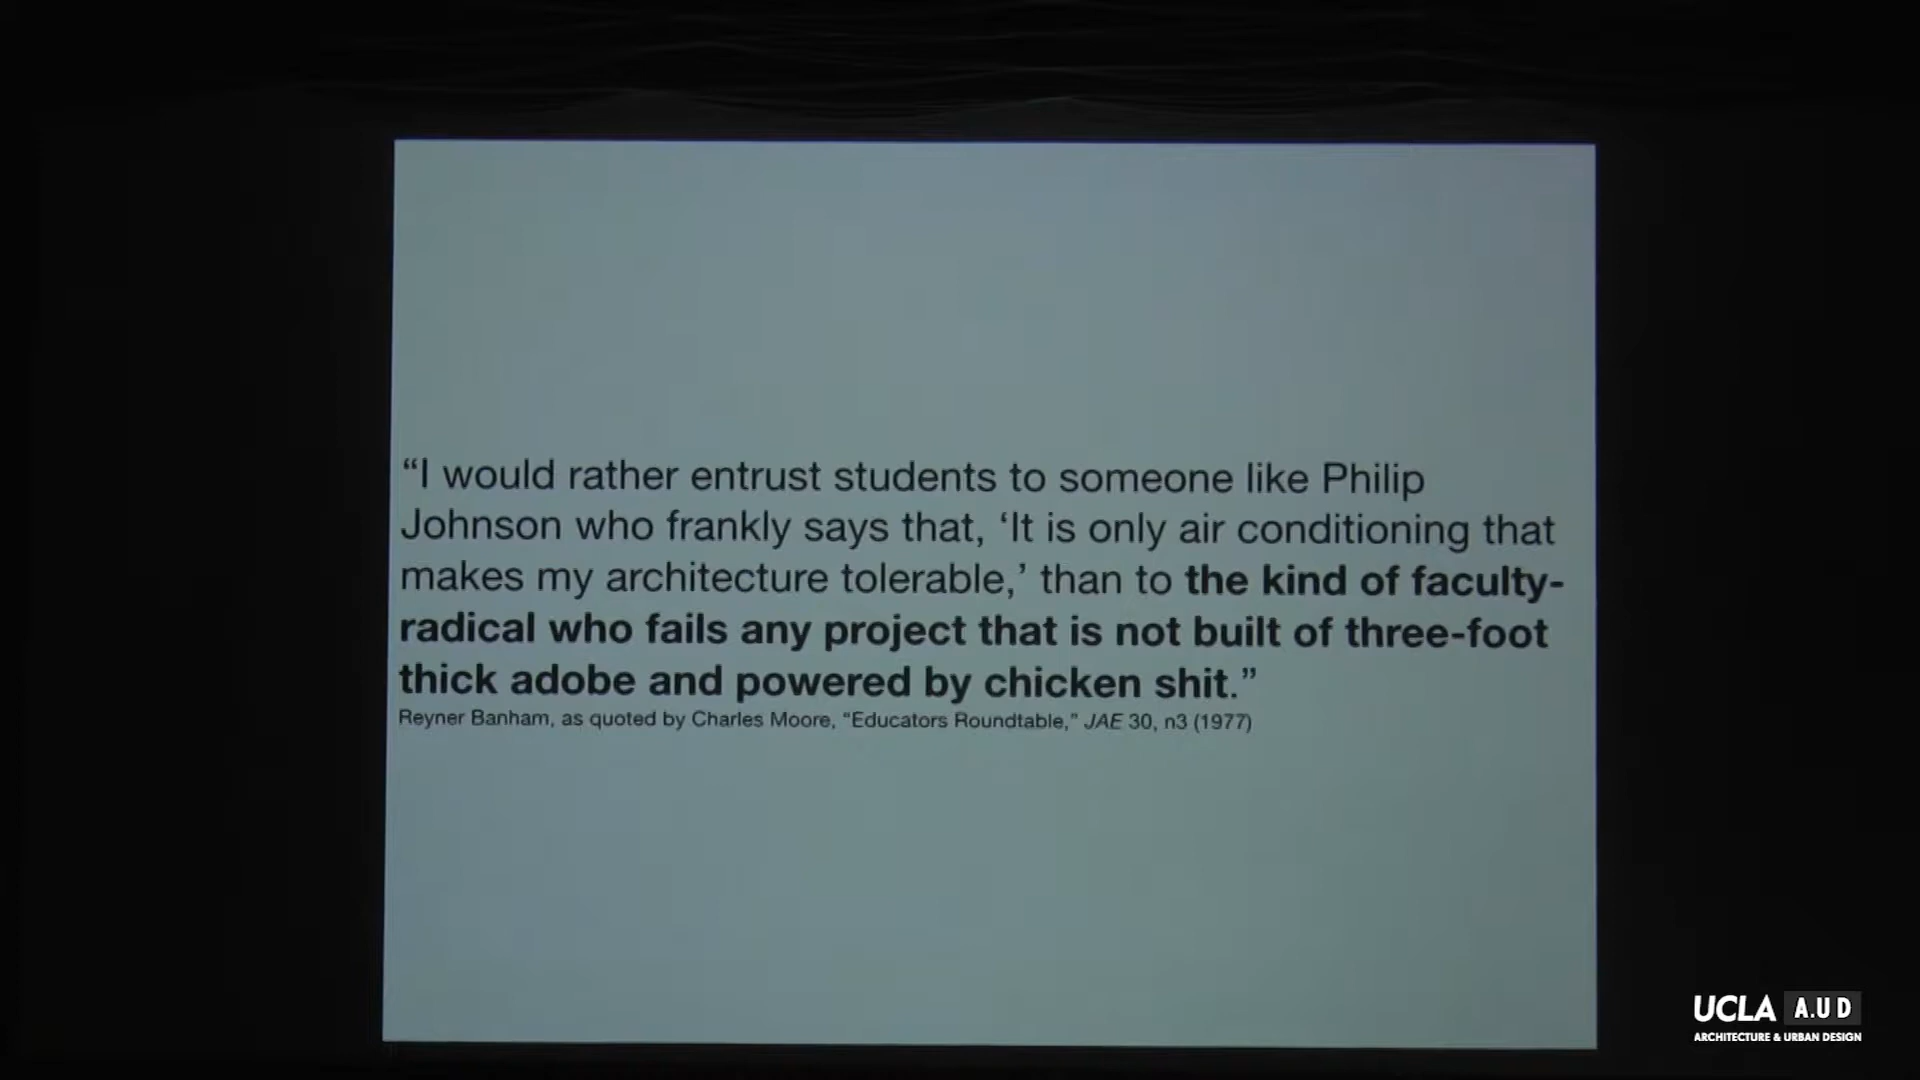 “I would rather entrust students to someone like Philip
Johnson who frankly says that, ‘It is only air conditioning that
makes my architecture tolerable,’ than to the kind of faculty-
radical who fails any project that is not built of three-foot
thick adobe and powered by chicken shit.”
Reyner Banham, as quoted by Charles Moore, “Educators Roundtable,” JAE 30, n3 (1977)
UCLA A.U D
ARCHITECTURE & URBAN DESIGN